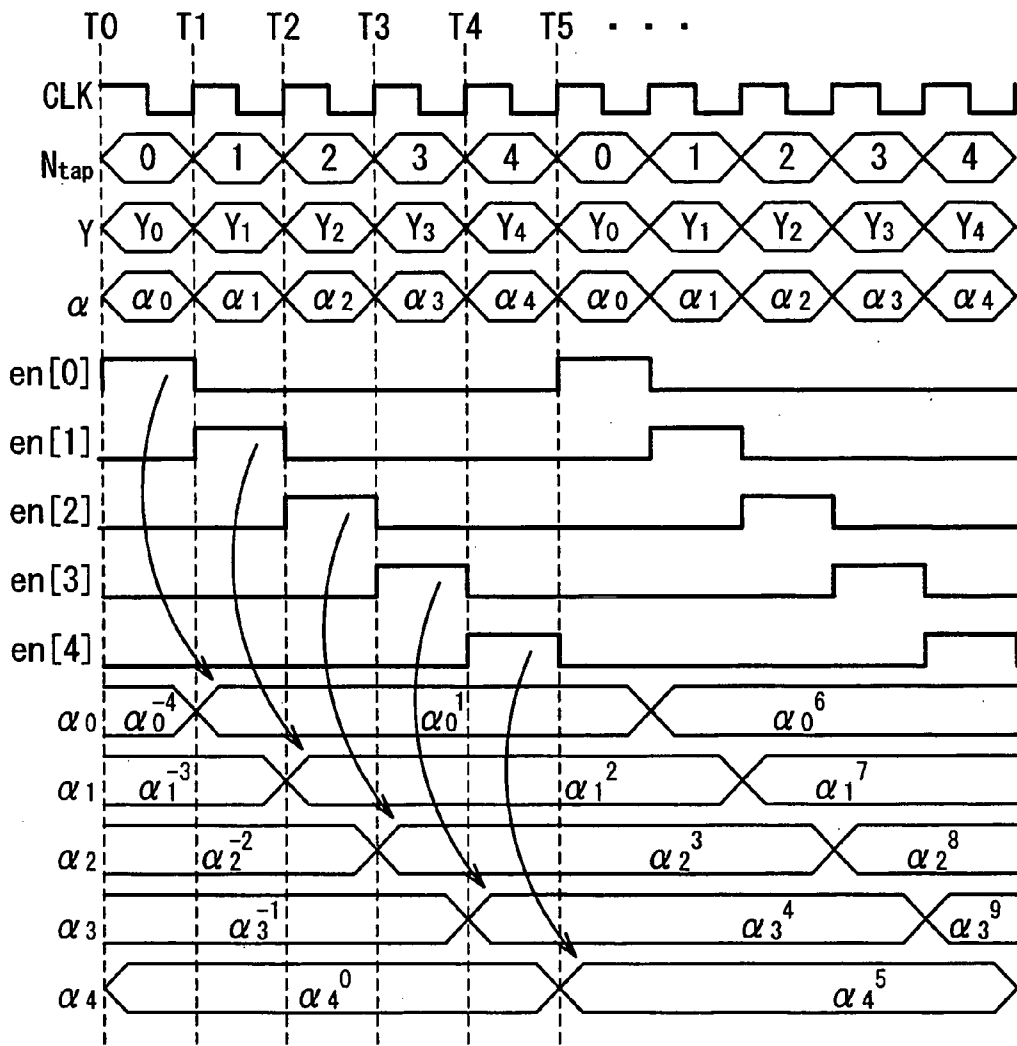 T0 T1 T2 T3 T4 T5 · · ·
CLK
Ntap 0 1 2 3 4 0 1 2 3 4
Y Y0 Y1 Y2 Y3 Y4 Y0 Y1 Y2 Y3 Y4
α α0 α1 α2 α3 α4 α0 α1 α2 α3 α4
en[0]
en[1]
en[2]
en[3]
en[4]
α0 α0^-4 α0^1 α0^6
α1 α1^-3 α1^2 α1^7
α2 α2^-2 α2^3 α2^8
α3 α3^-1 α3^4 α3^9
α4 α4^0 α4^5